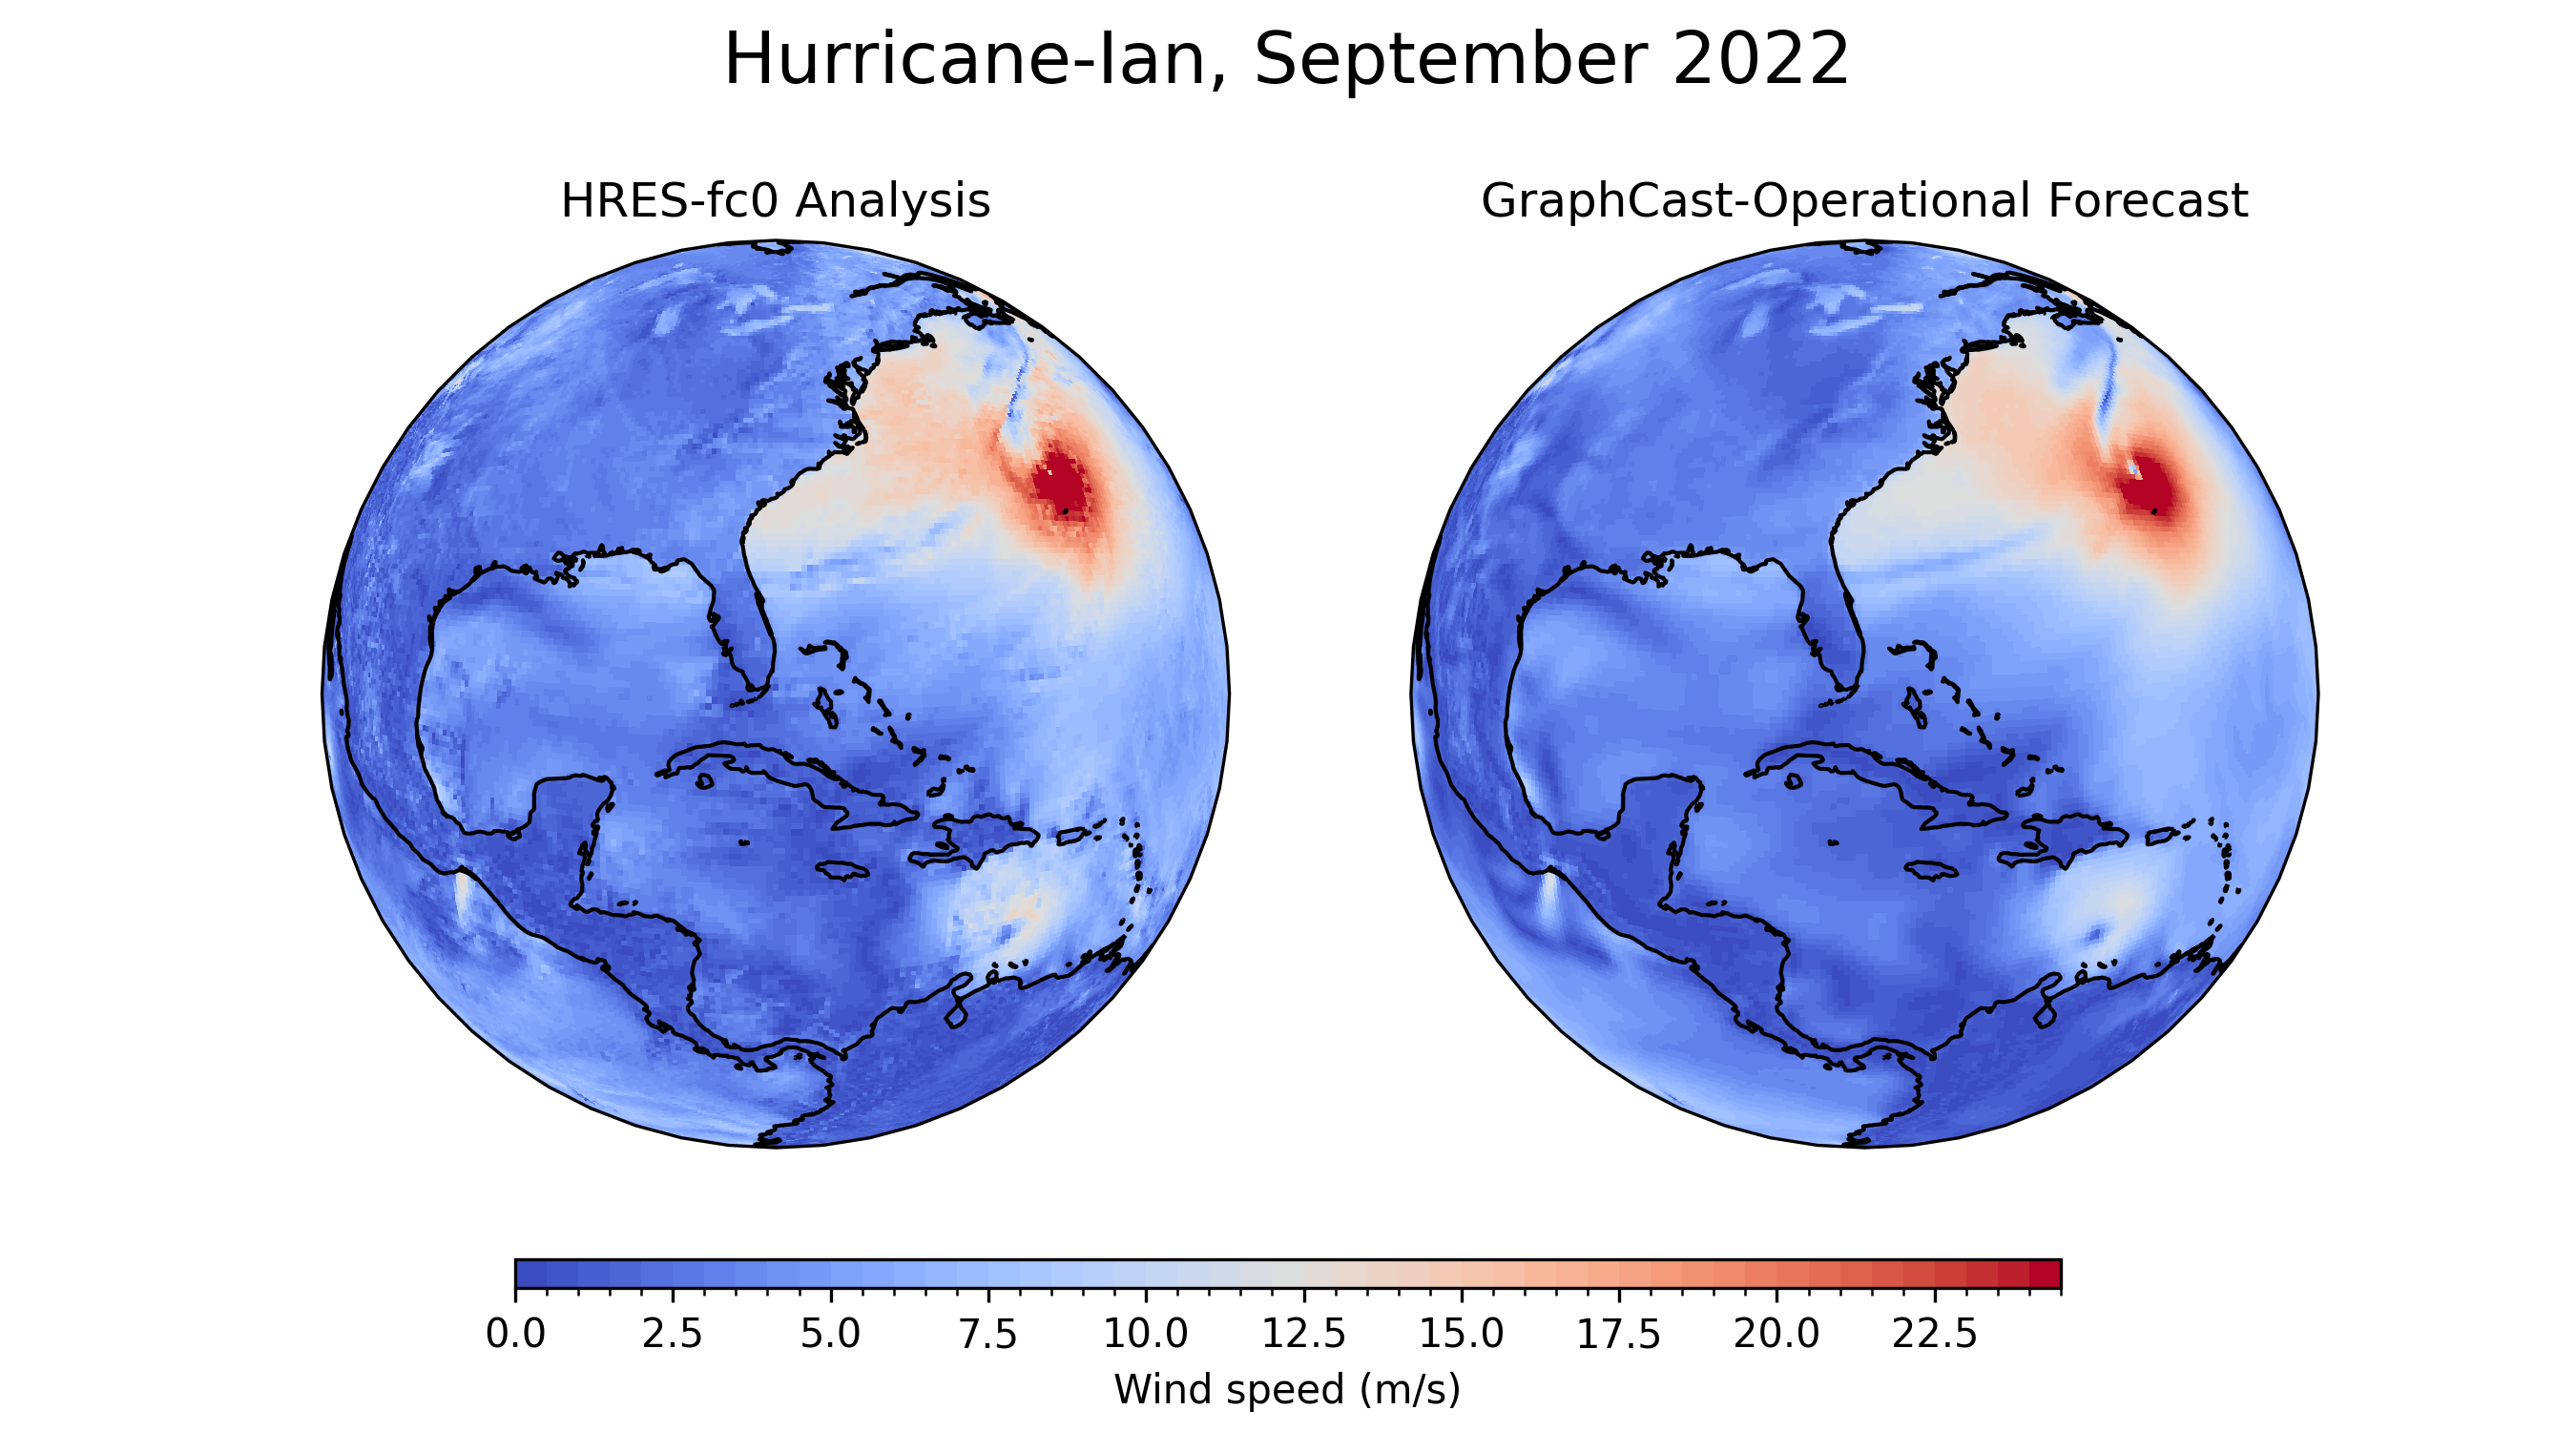 Hurricane-Ian, September 2022
HRES-fc0 Analysis
GraphCast-Operational Forecast
0.0 2.5 5.0 7.5 10.0 12.5 15.0 17.5 20.0 22.5
Wind speed (m/s)